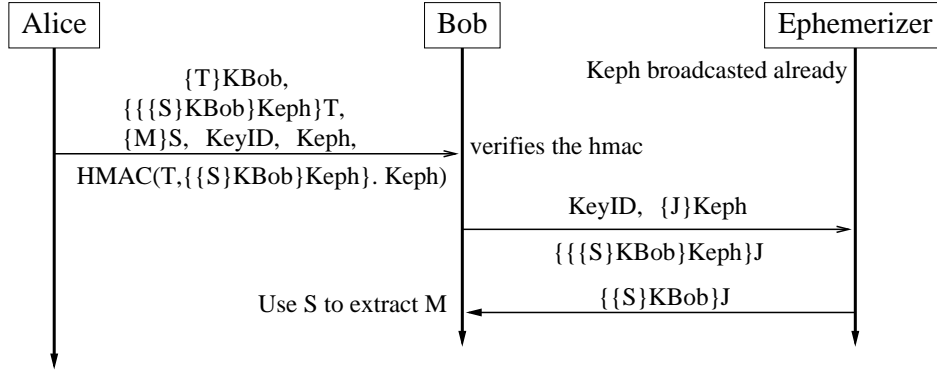 Alice
Bob
Ephemerizer
Keph broadcasted already
{T}KBob,
{{{S}KBob}Keph}T,
{M}S, KeyID, Keph,
HMAC(T,{{S}KBob}Keph}. Keph)
verifies the hmac
KeyID, {J}Keph
{{{S}KBob}Keph}J
{{S}KBob}J
Use S to extract M